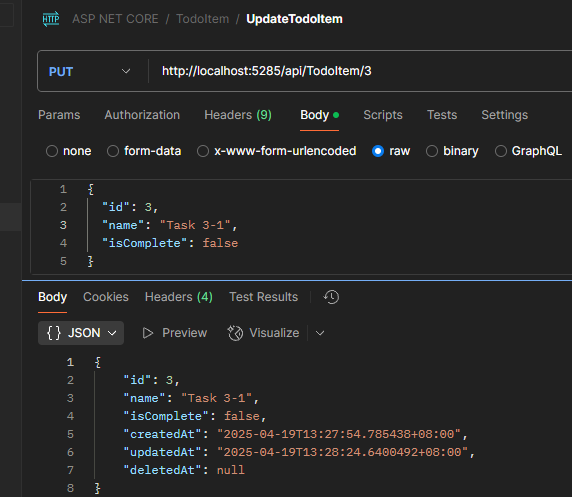 HTTP ASP NET CORE / TodoItem / UpdateTodoItem
PUT http://localhost:5285/api/TodoItem/3
Params Authorization Headers (9) Body Scripts Tests Settings
none form-data x-www-form-urlencoded raw binary GraphQL
1 {
2 "id": 3,
3 "name": "Task 3-1",
4 "isComplete": false
5 }
Body Cookies Headers (4) Test Results
{} JSON Preview Visualize
1 {
2 "id": 3,
3 "name": "Task 3-1",
4 "isComplete": false,
5 "createdAt": "2025-04-19T13:27:54.785438+08:00",
6 "updatedAt": "2025-04-19T13:28:24.6400492+08:00",
7 "deletedAt": null
8 }